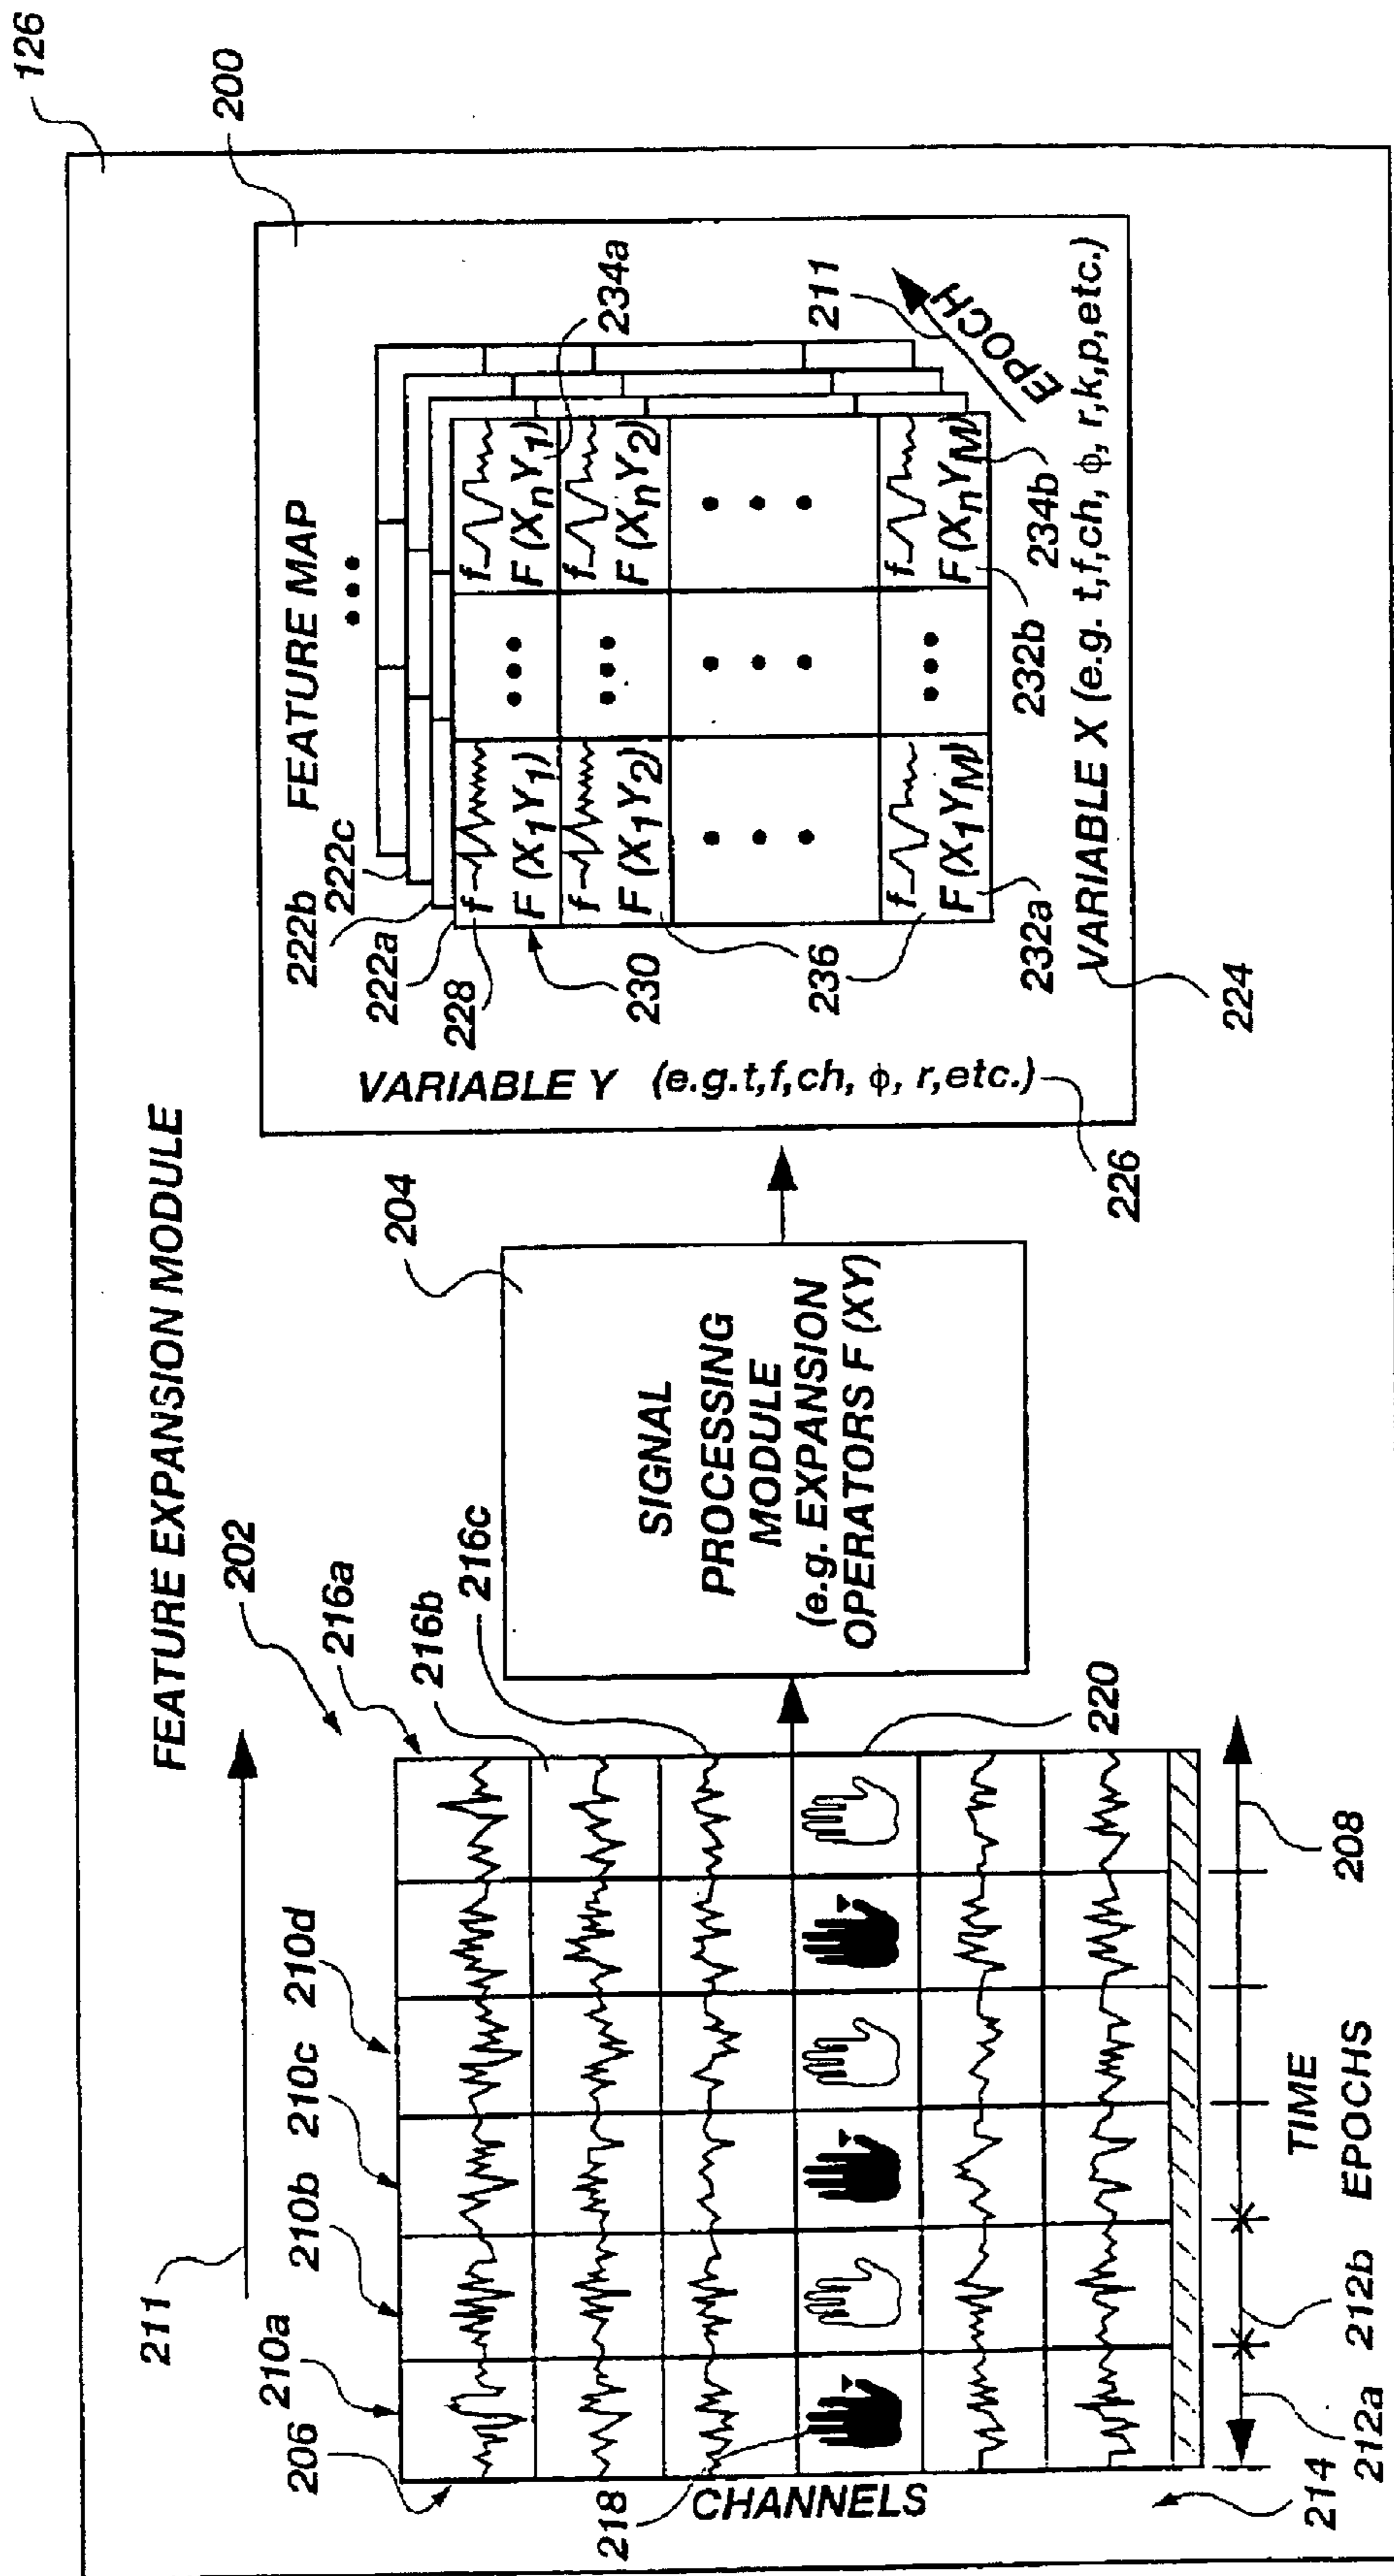 126
200
FEATURE EXPANSION MODULE
211
202
206
210a
210b
210c
210d
216a
216b
216c
218
CHANNELS
214
212a
212b
TIME
EPOCHS
208
220
204
SIGNAL
PROCESSING
MODULE
(e.g. EXPANSION
OPERATORS F (XY)
FEATURE MAP
•••
222b
222c
222a
228
230
236
VARIABLE Y (e.g.t,f,ch, ϕ, r,etc.)
226
f
F (X1Y1)
•••
f
F (XnY1)
f
F (X1Y2)
•••
f
F (XnY2)
• • •
• • •
• • •
f
F (X1YM)
•••
f
F (XnYM)
234a
211
EPOCH
232a
232b
234b
VARIABLE X (e.g. t,f,ch, ϕ, r,k,p,etc.)
224